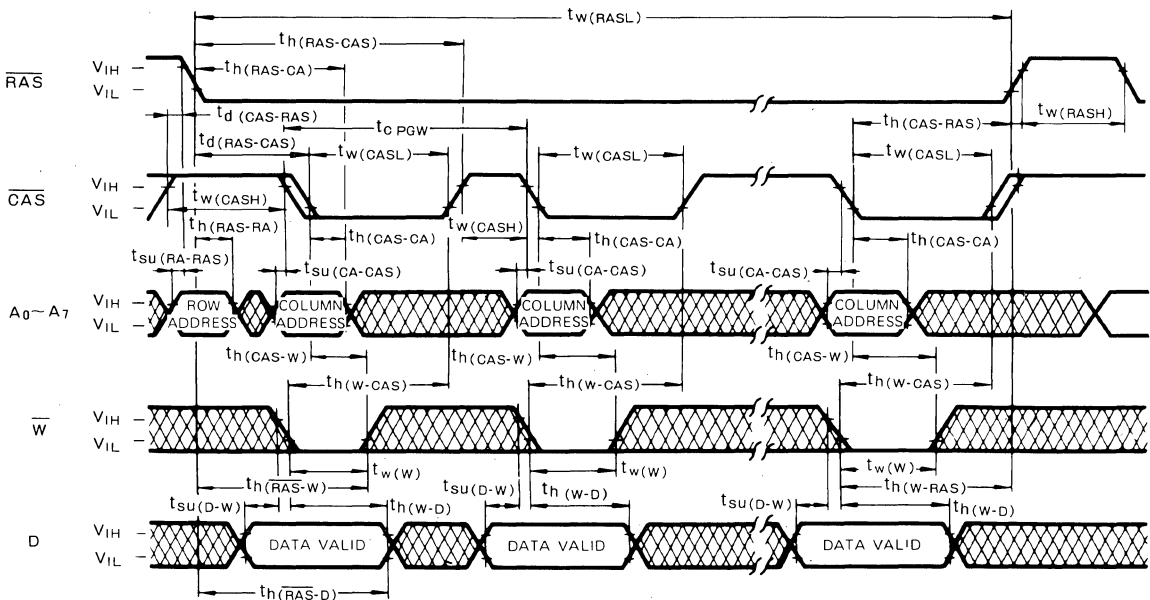 tw(RASL)
th(RAS-CAS)
th(RAS-CA)
RAS
VIH
VIL
td(CAS-RAS)
tCPGW
th(CAS-RAS)
tw(RASH)
td(RAS-CAS)
tw(CASL)
tw(CASL)
tw(CASL)
CAS
VIH
VIL
tw(CASH)
th(RAS-RA)
th(CAS-CA)
tw(CASH)
th(CAS-CA)
th(CAS-CA)
tsu(RA-RAS)
tsu(CA-CAS)
tsu(CA-CAS)
tsu(CA-CAS)
A0~A7
VIH
VIL
ROW ADDRESS
COLUMN ADDRESS
COLUMN ADDRESS
COLUMN ADDRESS
th(CAS-W)
th(CAS-W)
th(CAS-W)
th(W-CAS)
th(W-CAS)
th(W-CAS)
W
VIH
VIL
tw(W)
tw(W)
tw(W)
th(RAS-W)
th(W-RAS)
tsu(D-W)
th(W-D)
tsu(D-W)
th(W-D)
tsu(D-W)
th(W-D)
D
VIH
VIL
DATA VALID
DATA VALID
DATA VALID
th(RAS-D)